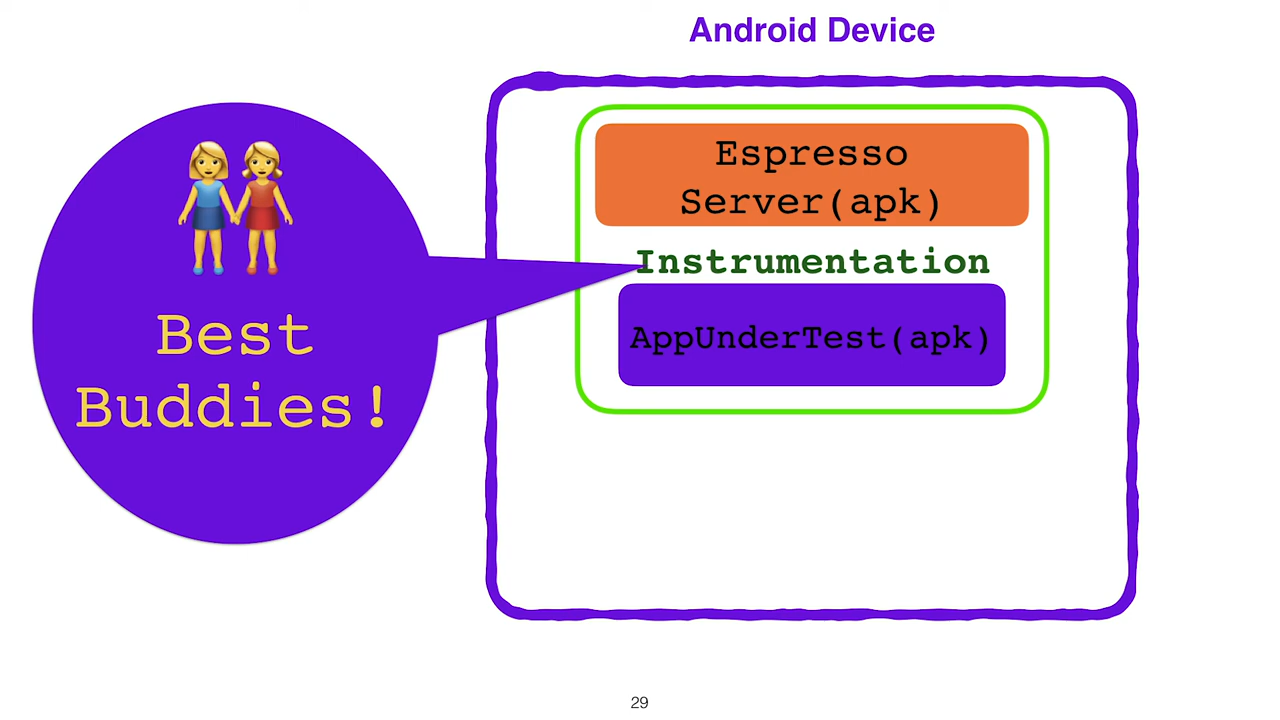 Android Device
Espresso
Server(apk)
Instrumentation
AppUnderTest(apk)
Best
Buddies!
29